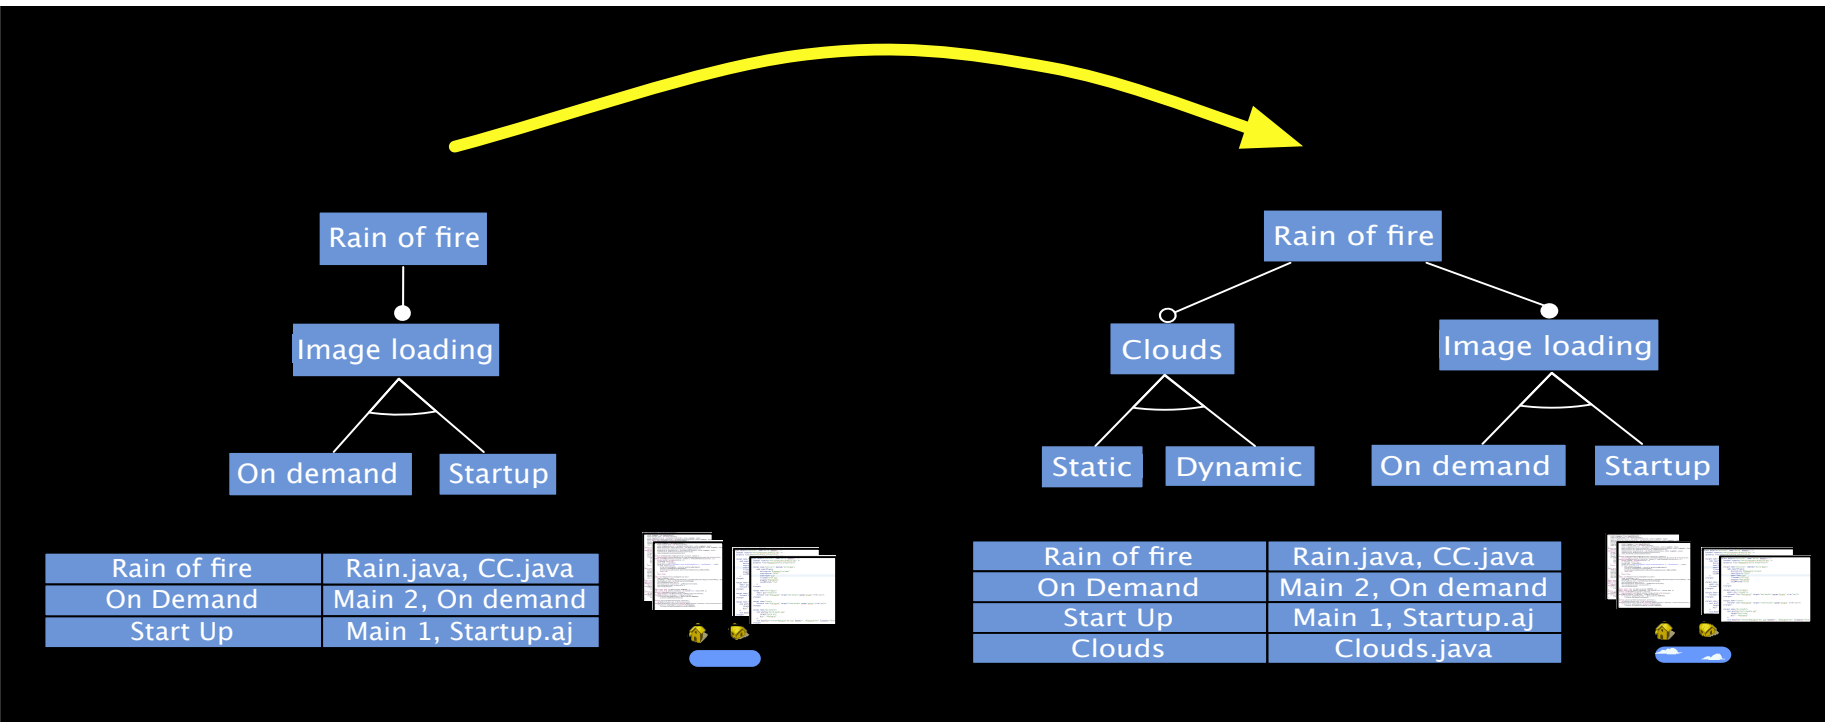 Rain of fire
Image loading
On demand
Startup
Rain of fire Rain.java, CC.java
On Demand Main 2, On demand
Start Up Main 1, Startup.aj
Rain of fire
Clouds
Image loading
Static
Dynamic
On demand
Startup
Rain of fire Rain.java, CC.java
On Demand Main 2, On demand
Start Up Main 1, Startup.aj
Clouds Clouds.java